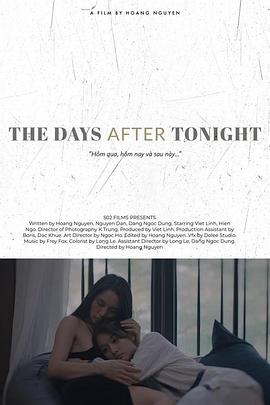 A FILM BY HOANG NGUYEN
THE DAYS AFTER TONIGHT
"Hôm qua, hôm nay và sau này..."
502 FILMS PRESENTS
Written by Hoang Nguyen, Nguyen Dan, Dang Ngoc Dung. Starring Viet Linh, Hien
Ngo. Director of Photography K.Trung. Produced by Viet Linh. Production Assistant by
Boris, Dac Khue. Art Director by Ngoc Ho. Edited by Hoang Nguyen. Vfx by Dolee Studio.
Music by Frey Fox. Colorist by Long Le. Assistant Director by Long Le, Dang Ngoc Dung.
Directed by Hoang Nguyen